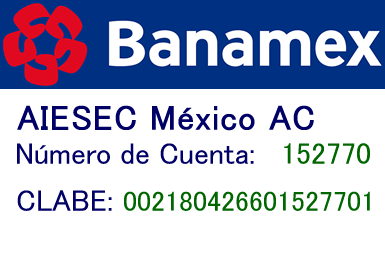 Banamex
AIESEC México AC
Número de Cuenta: 152770
CLABE: 002180426601527701